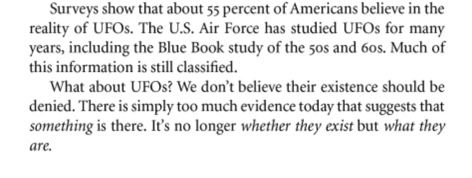 Surveys show that about 55 percent of Americans believe in the
reality of UFOs. The U.S. Air Force has studied UFOs for many
years, including the Blue Book study of the 50s and 60s. Much of
this information is still classified.
What about UFOs? We don't believe their existence should be
denied. There is simply too much evidence today that suggests that
something is there. It's no longer whether they exist but what they
are.